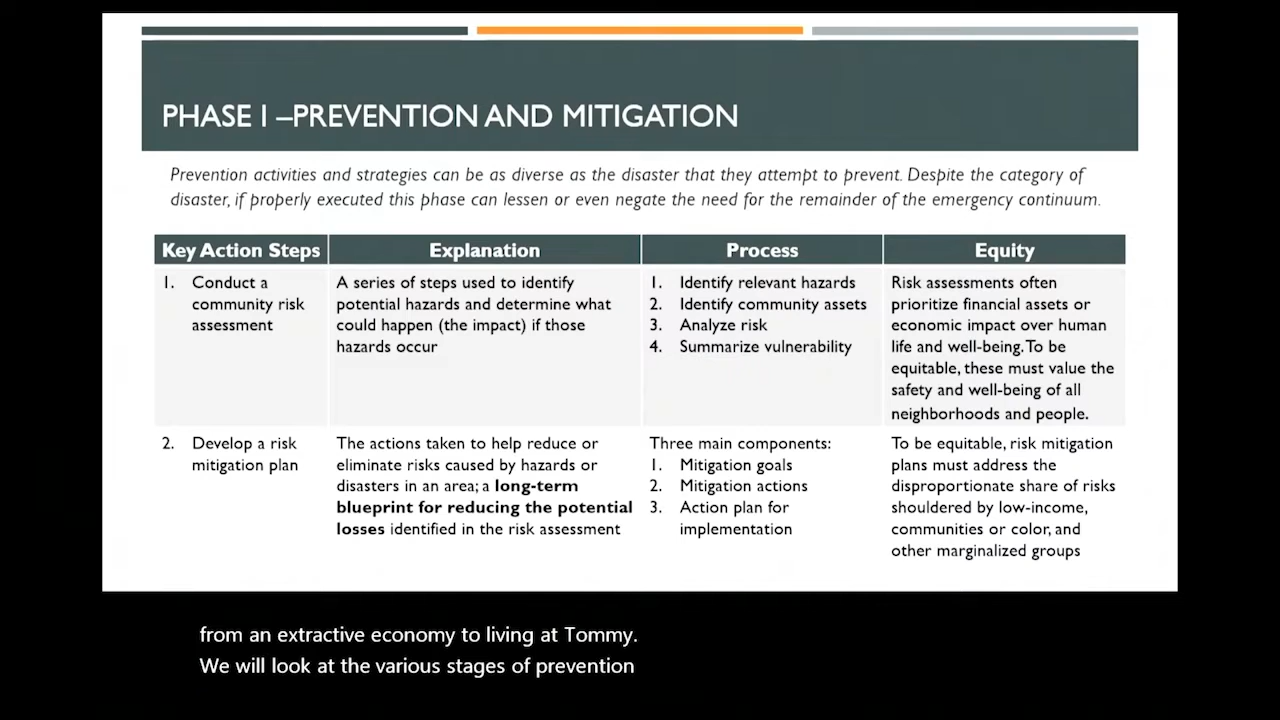 PHASE I –PREVENTION AND MITIGATION
Prevention activities and strategies can be as diverse as the disaster that they attempt to prevent. Despite the category of
disaster, if properly executed this phase can lessen or even negate the need for the remainder of the emergency continuum.
Key Action Steps
Explanation
Process
Equity
1. Conduct a
community risk
assessment
A series of steps used to identify
potential hazards and determine what
could happen (the impact) if those
hazards occur
1. Identify relevant hazards
2. Identify community assets
3. Analyze risk
4. Summarize vulnerability
Risk assessments often
prioritize financial assets or
economic impact over human
life and well-being. To be
equitable, these must value the
safety and well-being of all
neighborhoods and people.
2. Develop a risk
mitigation plan
The actions taken to help reduce or
eliminate risks caused by hazards or
disasters in an area; a long-term
blueprint for reducing the potential
losses identified in the risk assessment
Three main components:
1. Mitigation goals
2. Mitigation actions
3. Action plan for
implementation
To be equitable, risk mitigation
plans must address the
disproportionate share of risks
shouldered by low-income,
communities or color, and
other marginalized groups
from an extractive economy to living at Tommy.
We will look at the various stages of prevention